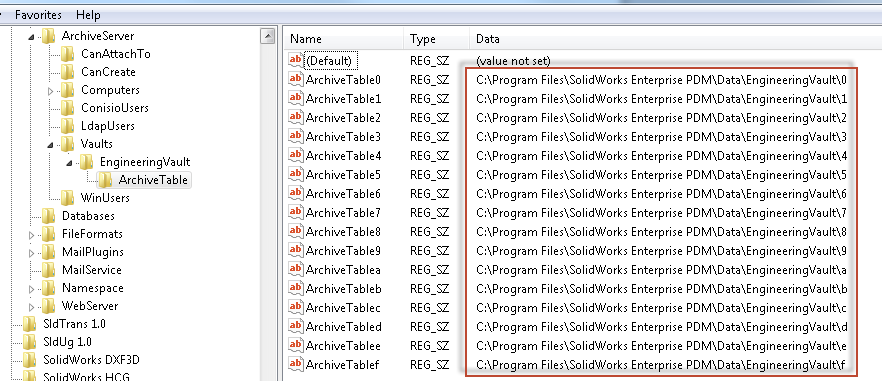 Favorites Help
ArchiveServer
CanAttachTo
CanCreate
Computers
ConisioUsers
LdapUsers
Vaults
EngineeringVault
ArchiveTable
WinUsers
Databases
FileFormats
MailPlugins
MailService
Namespace
WebServer
SldTrans 1.0
SldUg 1.0
SolidWorks DXF3D
SolidWorks HCG
Name Type Data
(Default) REG_SZ (value not set)
ArchiveTable0 REG_SZ C:\Program Files\SolidWorks Enterprise PDM\Data\EngineeringVault\0
ArchiveTable1 REG_SZ C:\Program Files\SolidWorks Enterprise PDM\Data\EngineeringVault\1
ArchiveTable2 REG_SZ C:\Program Files\SolidWorks Enterprise PDM\Data\EngineeringVault\2
ArchiveTable3 REG_SZ C:\Program Files\SolidWorks Enterprise PDM\Data\EngineeringVault\3
ArchiveTable4 REG_SZ C:\Program Files\SolidWorks Enterprise PDM\Data\EngineeringVault\4
ArchiveTable5 REG_SZ C:\Program Files\SolidWorks Enterprise PDM\Data\EngineeringVault\5
ArchiveTable6 REG_SZ C:\Program Files\SolidWorks Enterprise PDM\Data\EngineeringVault\6
ArchiveTable7 REG_SZ C:\Program Files\SolidWorks Enterprise PDM\Data\EngineeringVault\7
ArchiveTable8 REG_SZ C:\Program Files\SolidWorks Enterprise PDM\Data\EngineeringVault\8
ArchiveTable9 REG_SZ C:\Program Files\SolidWorks Enterprise PDM\Data\EngineeringVault\9
ArchiveTablea REG_SZ C:\Program Files\SolidWorks Enterprise PDM\Data\EngineeringVault\a
ArchiveTableb REG_SZ C:\Program Files\SolidWorks Enterprise PDM\Data\EngineeringVault\b
ArchiveTablec REG_SZ C:\Program Files\SolidWorks Enterprise PDM\Data\EngineeringVault\c
ArchiveTabled REG_SZ C:\Program Files\SolidWorks Enterprise PDM\Data\EngineeringVault\d
ArchiveTablee REG_SZ C:\Program Files\SolidWorks Enterprise PDM\Data\EngineeringVault\e
ArchiveTablef REG_SZ C:\Program Files\SolidWorks Enterprise PDM\Data\EngineeringVault\f